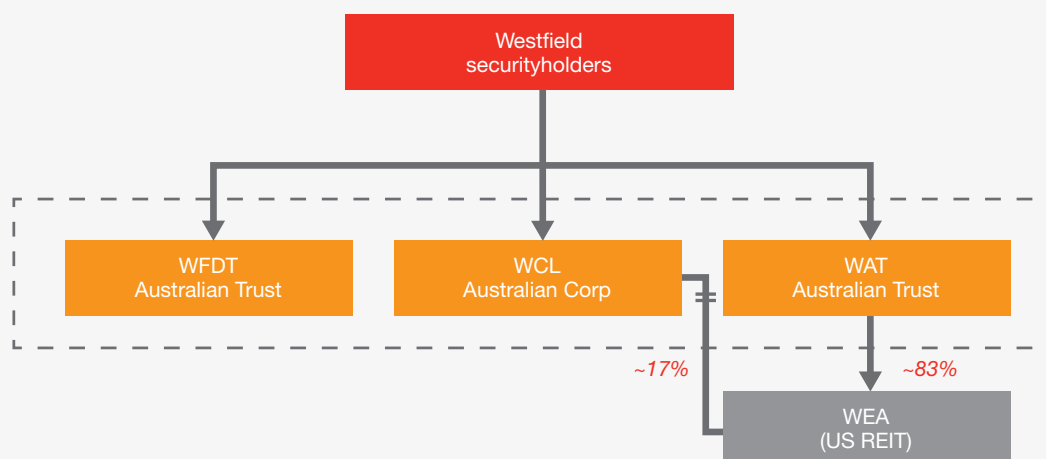 Westfield
securityholders
WFDT
Australian Trust
WCL
Australian Corp
WAT
Australian Trust
~17%
~83%
WEA
(US REIT)